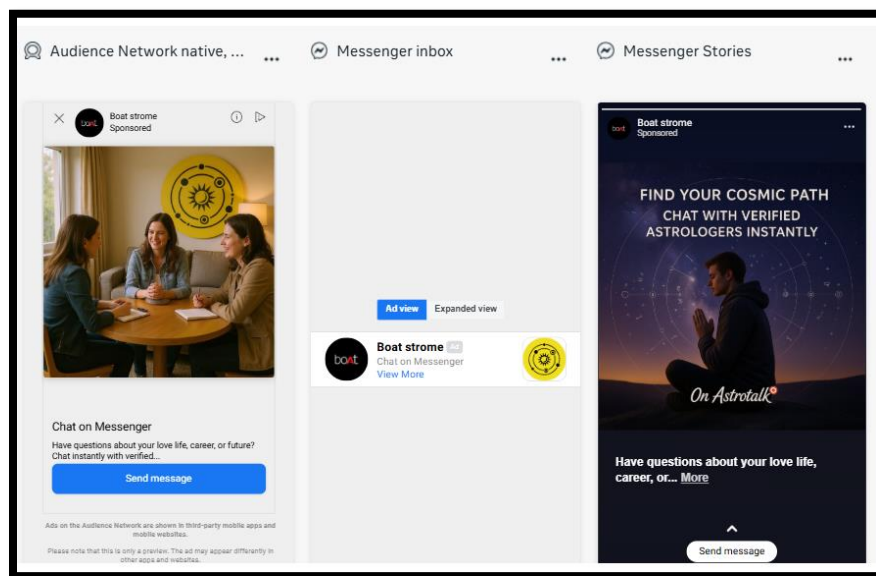 Audience Network native, ...
Boat strome
Sponsored
boAt
Chat on Messenger
Have questions about your love life, career, or future?
Chat instantly with verified...
Send message
Ads on the Audience Network are shown in third-party mobile apps and
mobile websites.
Please note that this is only a preview. The ad may appear differently in
other apps and websites.
Messenger inbox
Ad view Expanded view
boAt
Boat strome Ad
Chat on Messenger
View More
Messenger Stories
boAt
Boat strome
Sponsored
FIND YOUR COSMIC PATH
CHAT WITH VERIFIED
ASTROLOGERS INSTANTLY
On Astrotalk
Have questions about your love life,
career, or... More
Send message